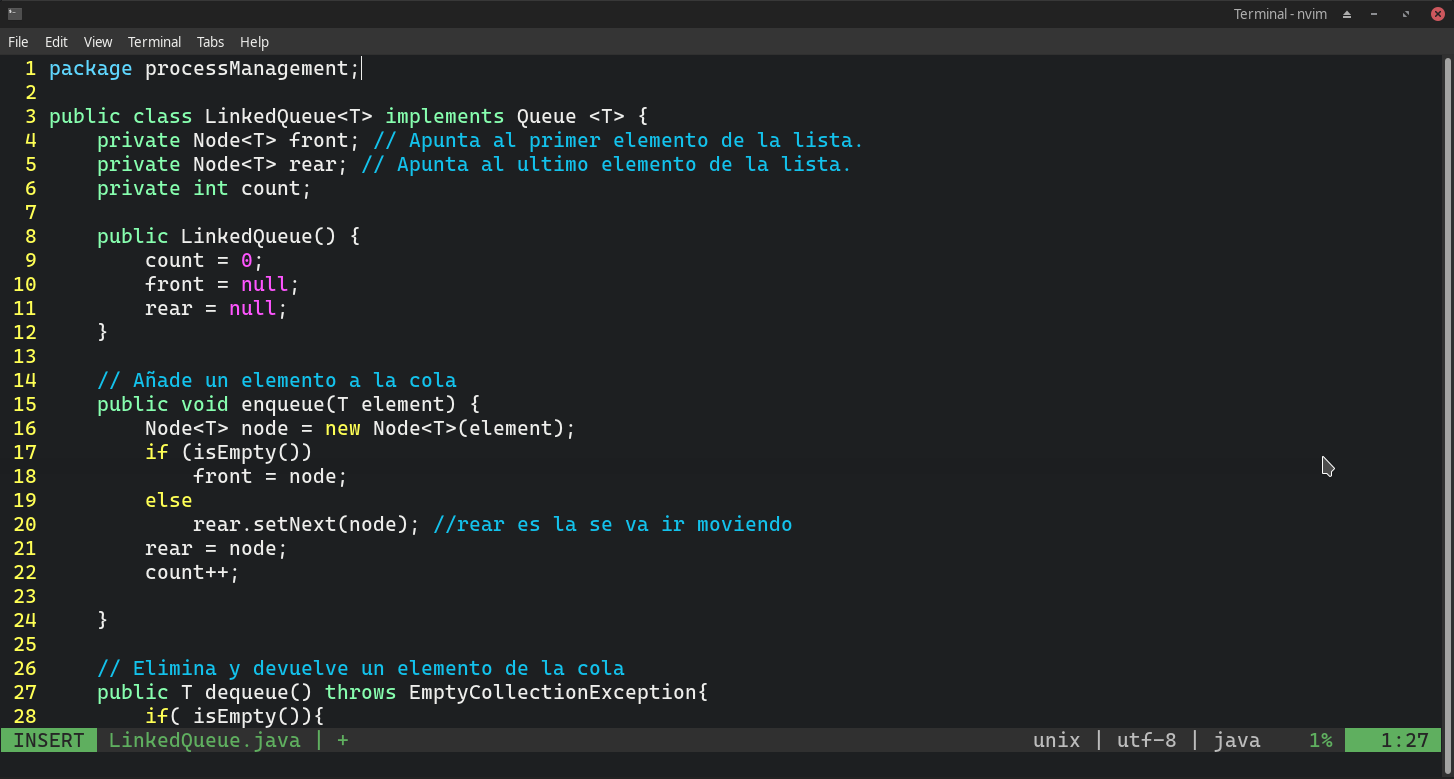 Terminal - nvim
File Edit View Terminal Tabs Help
1 package processManagement;
2
3 public class LinkedQueue<T> implements Queue <T> {
4     private Node<T> front; // Apunta al primer elemento de la lista.
5     private Node<T> rear; // Apunta al ultimo elemento de la lista.
6     private int count;
7
8     public LinkedQueue() {
9         count = 0;
10         front = null;
11         rear = null;
12     }
13
14     // Añade un elemento a la cola
15     public void enqueue(T element) {
16         Node<T> node = new Node<T>(element);
17         if (isEmpty())
18             front = node;
19         else
20             rear.setNext(node); //rear es la se va ir moviendo
21         rear = node;
22         count++;
23
24     }
25
26     // Elimina y devuelve un elemento de la cola
27     public T dequeue() throws EmptyCollectionException{
28         if( isEmpty()){
INSERT LinkedQueue.java | + unix | utf-8 | java 1% 1:27